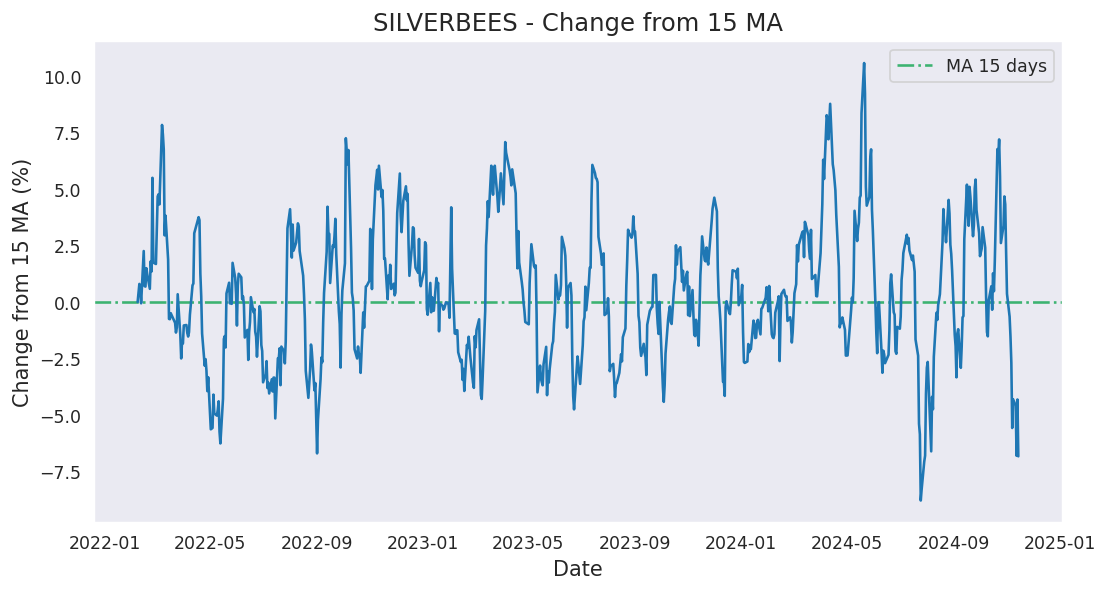 SILVERBEES - Change from 15 MA
MA 15 days
Change from 15 MA (%)
10.0
7.5
5.0
2.5
0.0
−2.5
−5.0
−7.5
2022-01 2022-05 2022-09 2023-01 2023-05 2023-09 2024-01 2024-05 2024-09 2025-01
Date